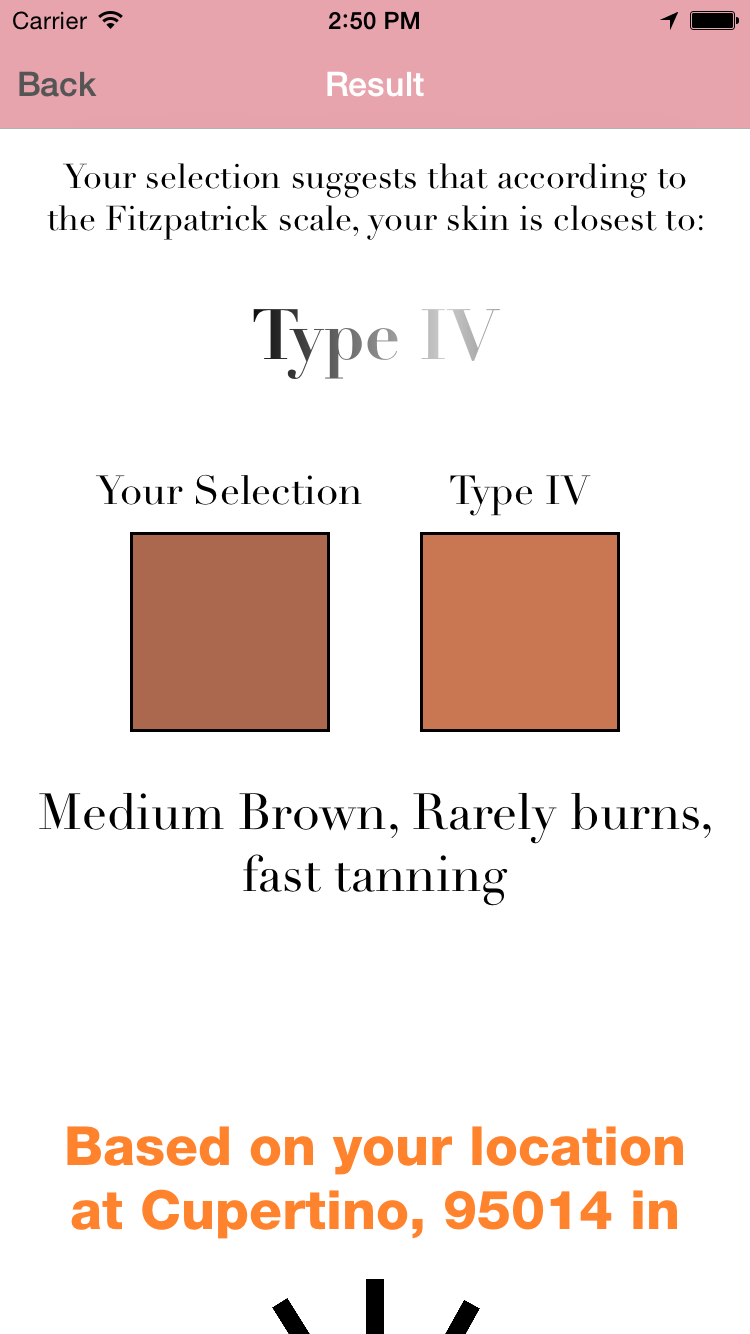 Carrier 2:50 PM
Back Result
Your selection suggests that according to
the Fitzpatrick scale, your skin is closest to:
Type IV
Your Selection Type IV
Medium Brown, Rarely burns,
fast tanning
Based on your location
at Cupertino, 95014 in